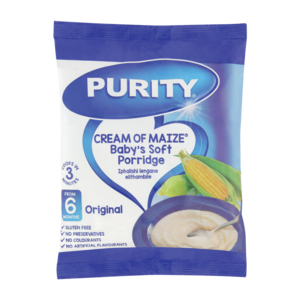 PURITY
CREAM OF MAIZE®
Baby's Soft
Porridge
Iphalishi lengane
elithambile
3
MINUTES
FROM
6
MONTHS
Original
✓ GLUTEN FREE
✓ NO PRESERVATIVES
✓ NO COLOURANTS
✓ NO ARTIFICIAL FLAVOURANTS